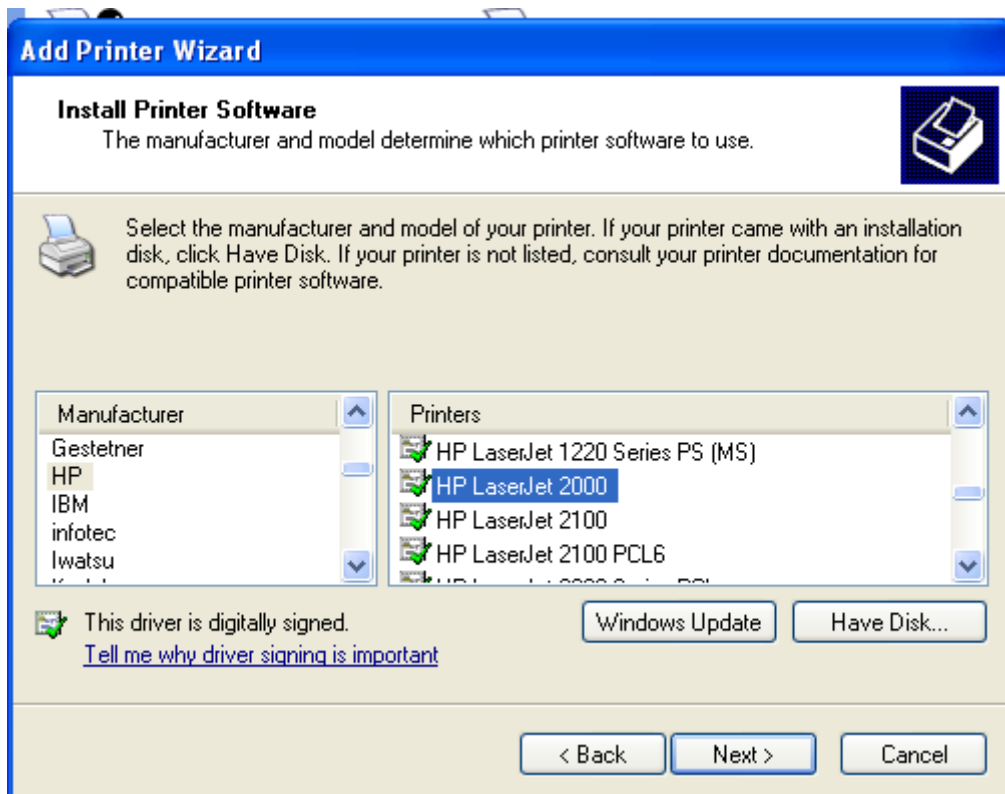 Add Printer Wizard
Install Printer Software
The manufacturer and model determine which printer software to use.
Select the manufacturer and model of your printer. If your printer came with an installation
disk, click Have Disk. If your printer is not listed, consult your printer documentation for
compatible printer software.
Manufacturer
Gestetner
HP
IBM
infotec
Iwatsu
Printers
HP LaserJet 1220 Series PS (MS)
HP LaserJet 2000
HP LaserJet 2100
HP LaserJet 2100 PCL6
This driver is digitally signed.
Tell me why driver signing is important
Windows Update
Have Disk...
< Back
Next >
Cancel